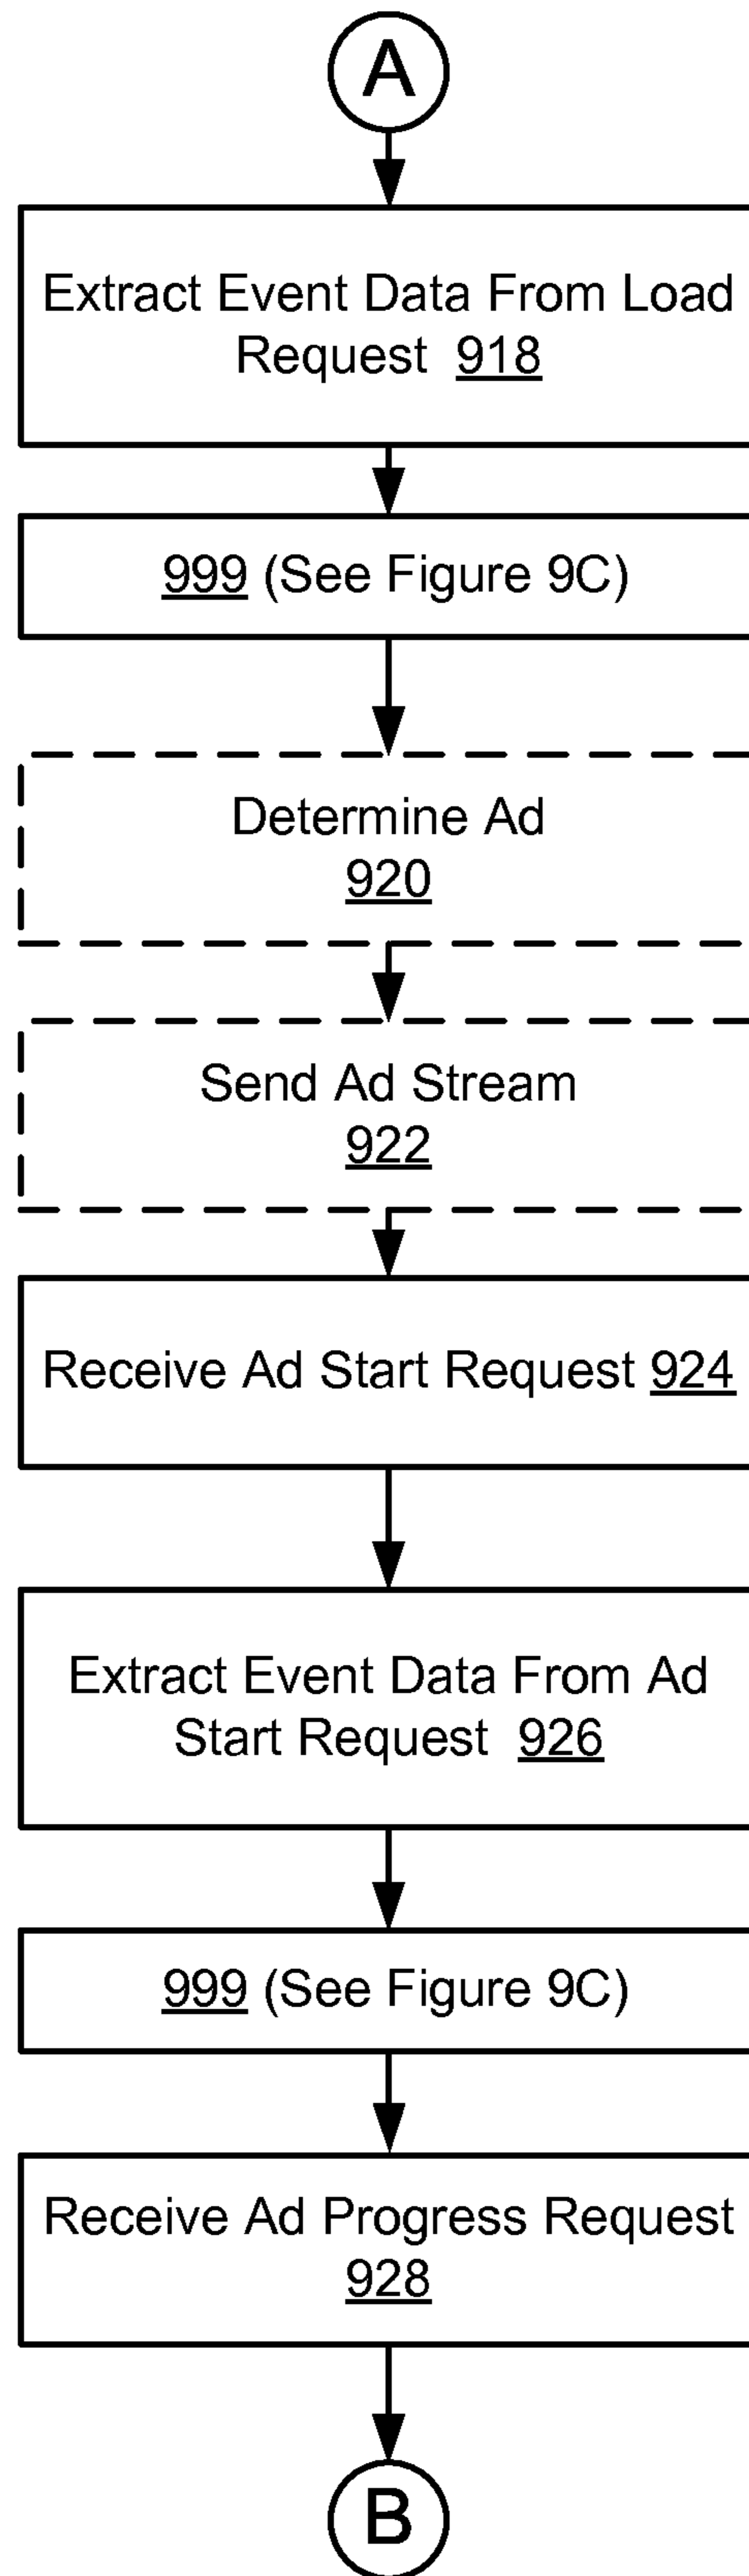 A
Extract Event Data From Load
Request 918
999 (See Figure 9C)
Determine Ad
920
Send Ad Stream
922
Receive Ad Start Request 924
Extract Event Data From Ad
Start Request 926
999 (See Figure 9C)
Receive Ad Progress Request
928
B